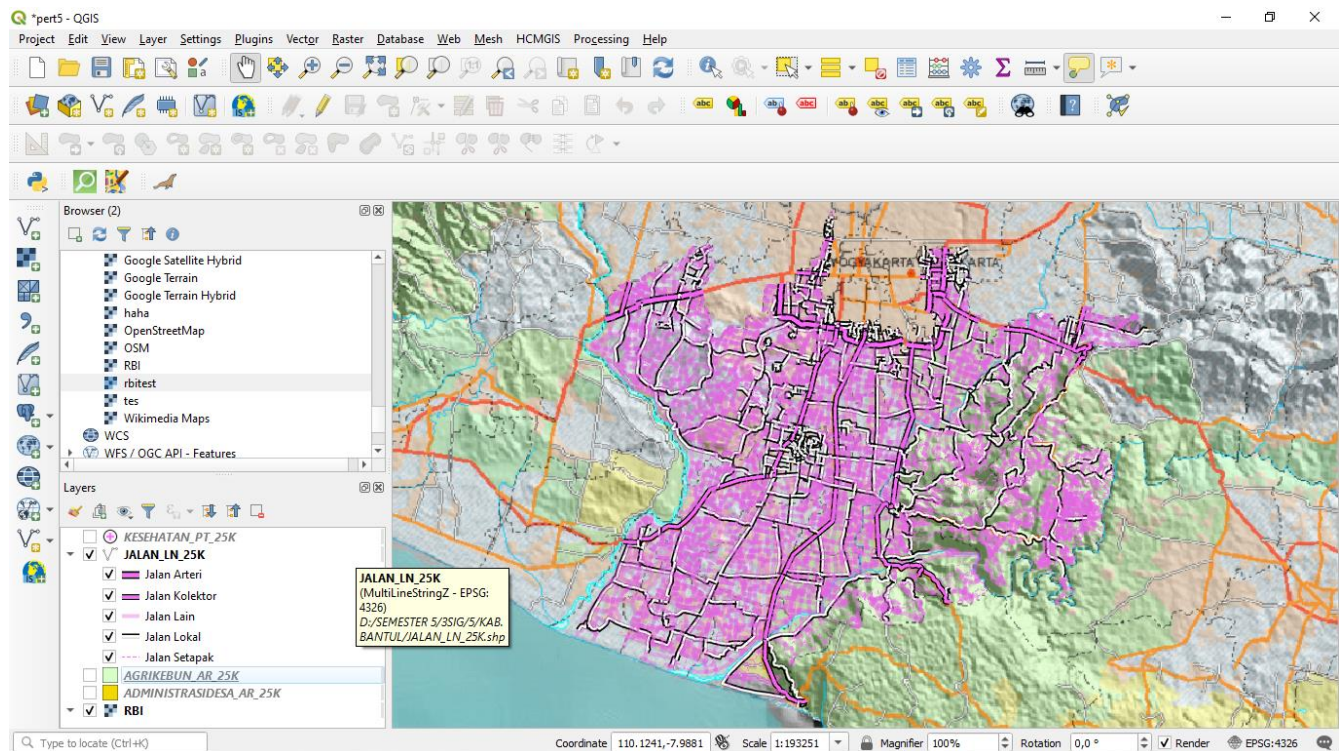 *pert5 - QGIS
Project Edit View Layer Settings Plugins Vector Raster Database Web Mesh HCMGIS Processing Help
Browser (2)
Google Satellite Hybrid
Google Terrain
Google Terrain Hybrid
haha
OpenStreetMap
OSM
RBI
rbitest
tes
Wikimedia Maps
WCS
WFS / OGC API - Features
Layers
KESEHATAN_PT_25K
JALAN_LN_25K
Jalan Arteri
Jalan Kolektor
Jalan Lain
Jalan Lokal
Jalan Setapak
AGRIKEBUN_AR_25K
ADMINISTRASIDESA_AR_25K
RBI
JALAN_LN_25K
(MultiLineStringZ - EPSG:
4326)
D:/SEMESTER 5/3SIG/5/KAB.
BANTUL/JALAN_LN_25K.shp
Type to locate (Ctrl+K)
Coordinate 110.1241,-7.9881 Scale 1:193251 Magnifier 100% Rotation 0,0 ° Render EPSG:4326